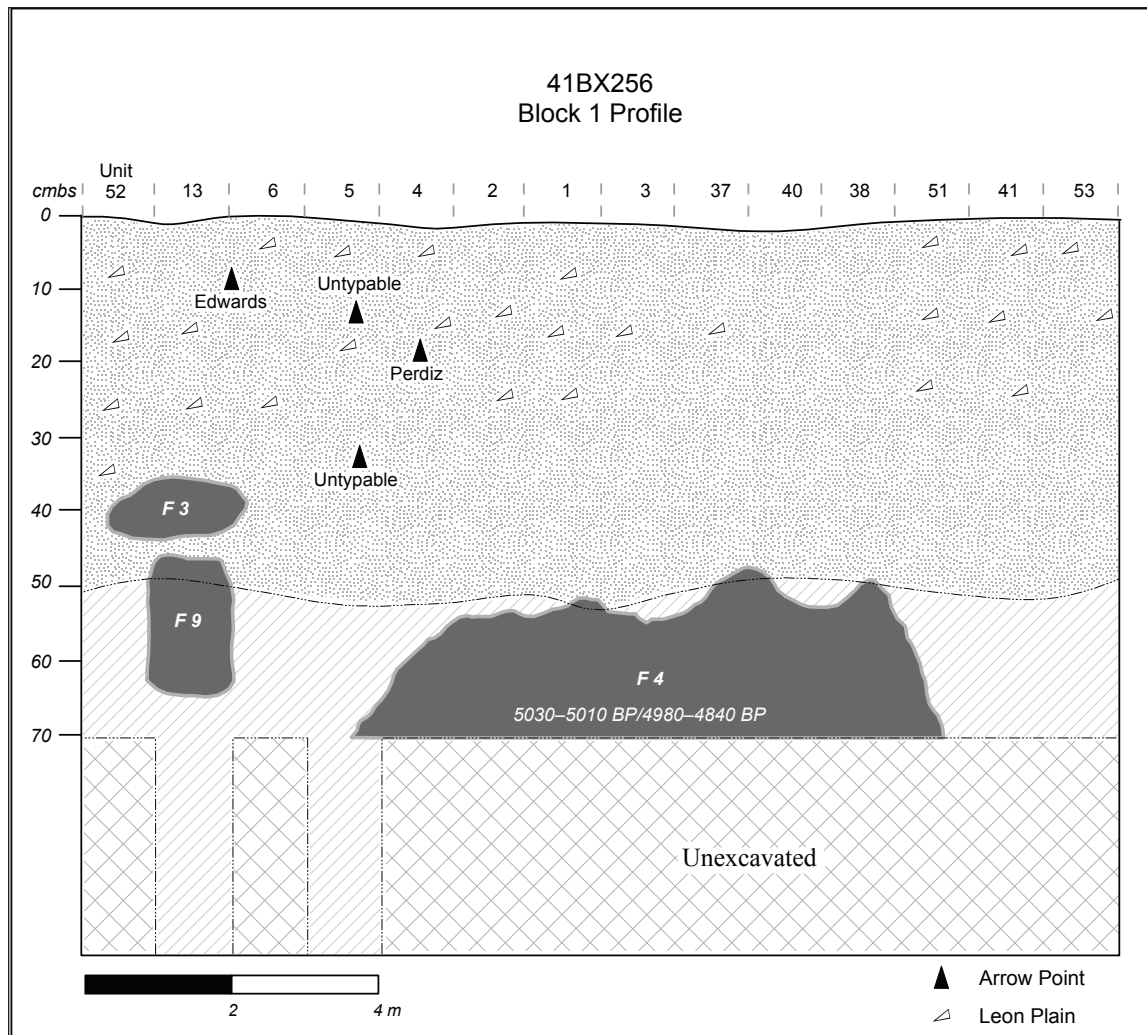 41BX256
Block 1 Profile
Unit
cmbs 52 13 6 5 4 2 1 3 37 40 38 51 41 53
0
10
Edwards
Untypable
20
Perdiz
30
Untypable
40
F 3
50
F 9
60
F 4
5030–5010 BP/4980–4840 BP
70
Unexcavated
2
4 m
Arrow Point
Leon Plain